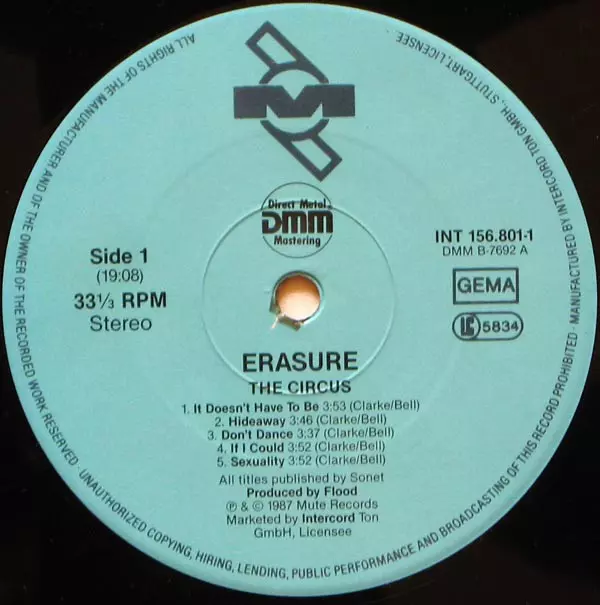 M
Direct Metal
DMM
Mastering
Side 1
(19:08)
33⅓ RPM
Stereo
INT 156.801-1
DMM B-7692 A
GEMA
LC 5834
ERASURE
THE CIRCUS
1. It Doesn't Have To Be 3:53 (Clarke/Bell)
2. Hideaway 3:46 (Clarke/Bell)
3. Don't Dance 3:37 (Clarke/Bell)
4. If I Could 3:52 (Clarke/Bell)
5. Sexuality 3:52 (Clarke/Bell)
All titles published by Sonet
Produced by Flood
℗ & © 1987 Mute Records
Marketed by Intercord Ton
GmbH, Licensee
ALL RIGHTS OF THE MANUFACTURER AND OF THE OWNER OF THE RECORDED WORK RESERVED · UNAUTHORIZED COPYING, HIRING, LENDING, PUBLIC PERFORMANCE AND BROADCASTING OF THIS RECORD PROHIBITED · MANUFACTURED BY INTERCORD TON GMBH, STUTTGART, LICENSEE